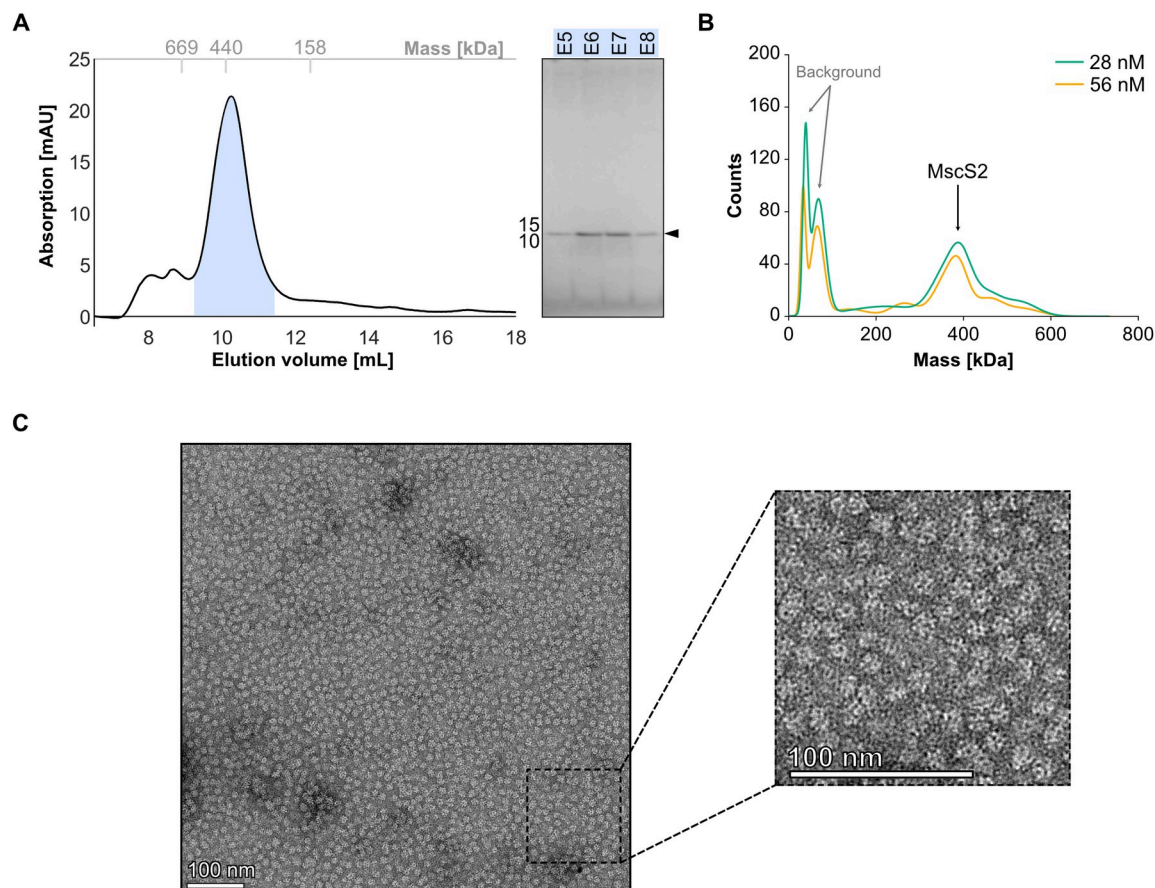 A
669 440 158 Mass [kDa]
25
20
15
10
5
0
Absorption [mAU]
8 10 12 14 16 18
Elution volume [mL]
E5 E6 E7 E8
15
10
B
200
160
120
80
40
0
Counts
Background
28 nM
56 nM
MscS2
0 200 400 600 800
Mass [kDa]
C
100 nm
100 nm